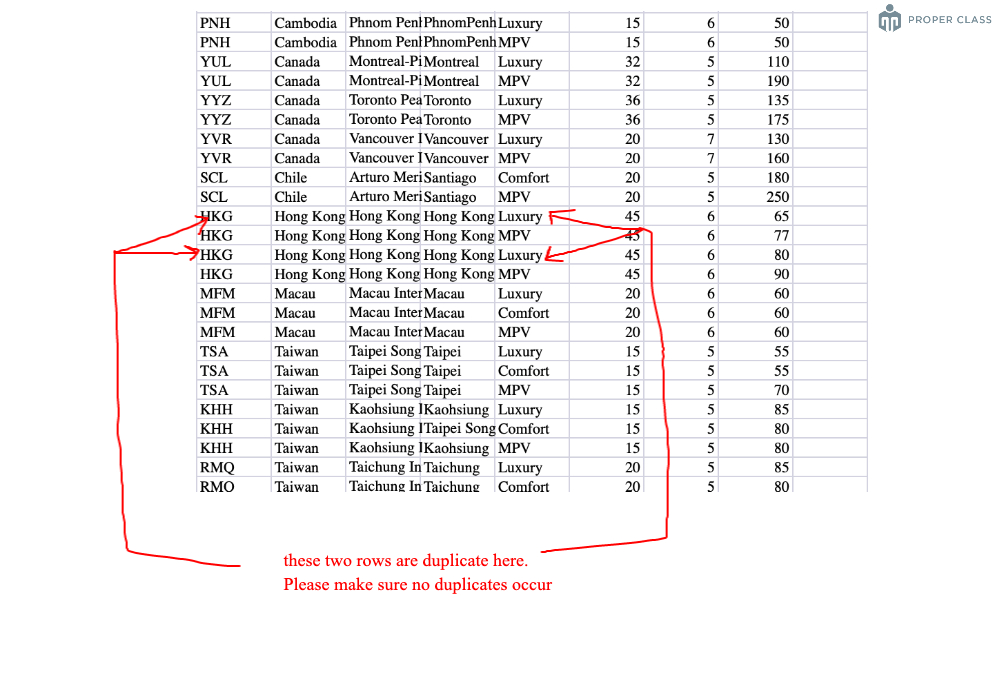 PROPER CLASS
PNH Cambodia Phnom Penh PhnomPenh Luxury 15 6 50
PNH Cambodia Phnom Penh PhnomPenh MPV 15 6 50
YUL Canada Montreal-Pi Montreal Luxury 32 5 110
YUL Canada Montreal-Pi Montreal MPV 32 5 190
YYZ Canada Toronto Pea Toronto Luxury 36 5 135
YYZ Canada Toronto Pea Toronto MPV 36 5 175
YVR Canada Vancouver I Vancouver Luxury 20 7 130
YVR Canada Vancouver I Vancouver MPV 20 7 160
SCL Chile Arturo Meri Santiago Comfort 20 5 180
SCL Chile Arturo Meri Santiago MPV 20 5 250
HKG Hong Kong Hong Kong Hong Kong Luxury 45 6 65
HKG Hong Kong Hong Kong Hong Kong MPV 45 6 77
HKG Hong Kong Hong Kong Hong Kong Luxury 45 6 80
HKG Hong Kong Hong Kong Hong Kong MPV 45 6 90
MFM Macau Macau Inter Macau Luxury 20 6 60
MFM Macau Macau Inter Macau Comfort 20 6 60
MFM Macau Macau Inter Macau MPV 20 6 60
TSA Taiwan Taipei Song Taipei Luxury 15 5 55
TSA Taiwan Taipei Song Taipei Comfort 15 5 55
TSA Taiwan Taipei Song Taipei MPV 15 5 70
KHH Taiwan Kaohsiung I Kaohsiung Luxury 15 5 85
KHH Taiwan Kaohsiung I Taipei Song Comfort 15 5 80
KHH Taiwan Kaohsiung I Kaohsiung MPV 15 5 80
RMQ Taiwan Taichung In Taichung Luxury 20 5 85
RMQ Taiwan Taichung In Taichung Comfort 20 5 80
these two rows are duplicate here.
Please make sure no duplicates occur